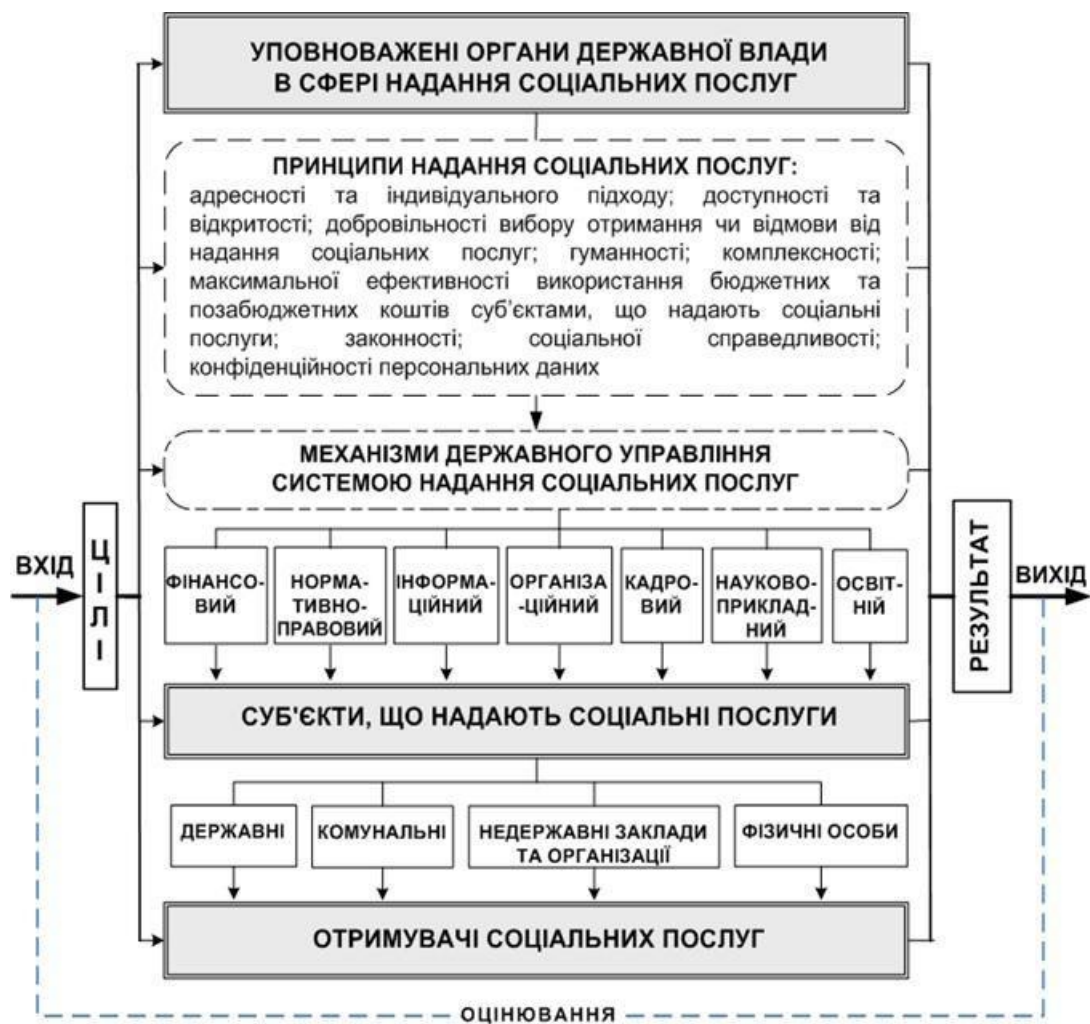 УПОВНОВАЖЕНІ ОРГАНИ ДЕРЖАВНОЇ ВЛАДИ
В СФЕРІ НАДАННЯ СОЦІАЛЬНИХ ПОСЛУГ
ПРИНЦИПИ НАДАННЯ СОЦІАЛЬНИХ ПОСЛУГ:
адресності та індивідуального підходу; доступності та
відкритості; добровільності вибору отримання чи відмови від
надання соціальних послуг; гуманності; комплексності;
максимальної ефективності використання бюджетних та
позабюджетних коштів суб’єктами, що надають соціальні
послуги; законності; соціальної справедливості;
конфіденційності персональних даних
МЕХАНІЗМИ ДЕРЖАВНОГО УПРАВЛІННЯ
СИСТЕМОЮ НАДАННЯ СОЦІАЛЬНИХ ПОСЛУГ
ВХІД
ЦІЛІ
ФІНАНСО-
ВИЙ
НОРМА-
ТИВНО-
ПРАВОВИЙ
ІНФОРМА-
ЦІЙНИЙ
ОРГАНІЗА
-ЦІЙНИЙ
КАДРО-
ВИЙ
НАУКОВО-
ПРИКЛАД-
НИЙ
ОСВІТ-
НІЙ
РЕЗУЛЬТАТ
ВИХІД
СУБ'ЄКТИ, ЩО НАДАЮТЬ СОЦІАЛЬНІ ПОСЛУГИ
ДЕРЖАВНІ
КОМУНАЛЬНІ
НЕДЕРЖАВНІ ЗАКЛАДИ
ТА ОРГАНІЗАЦІЇ
ФІЗИЧНІ ОСОБИ
ОТРИМУВАЧІ СОЦІАЛЬНИХ ПОСЛУГ
ОЦІНЮВАННЯ